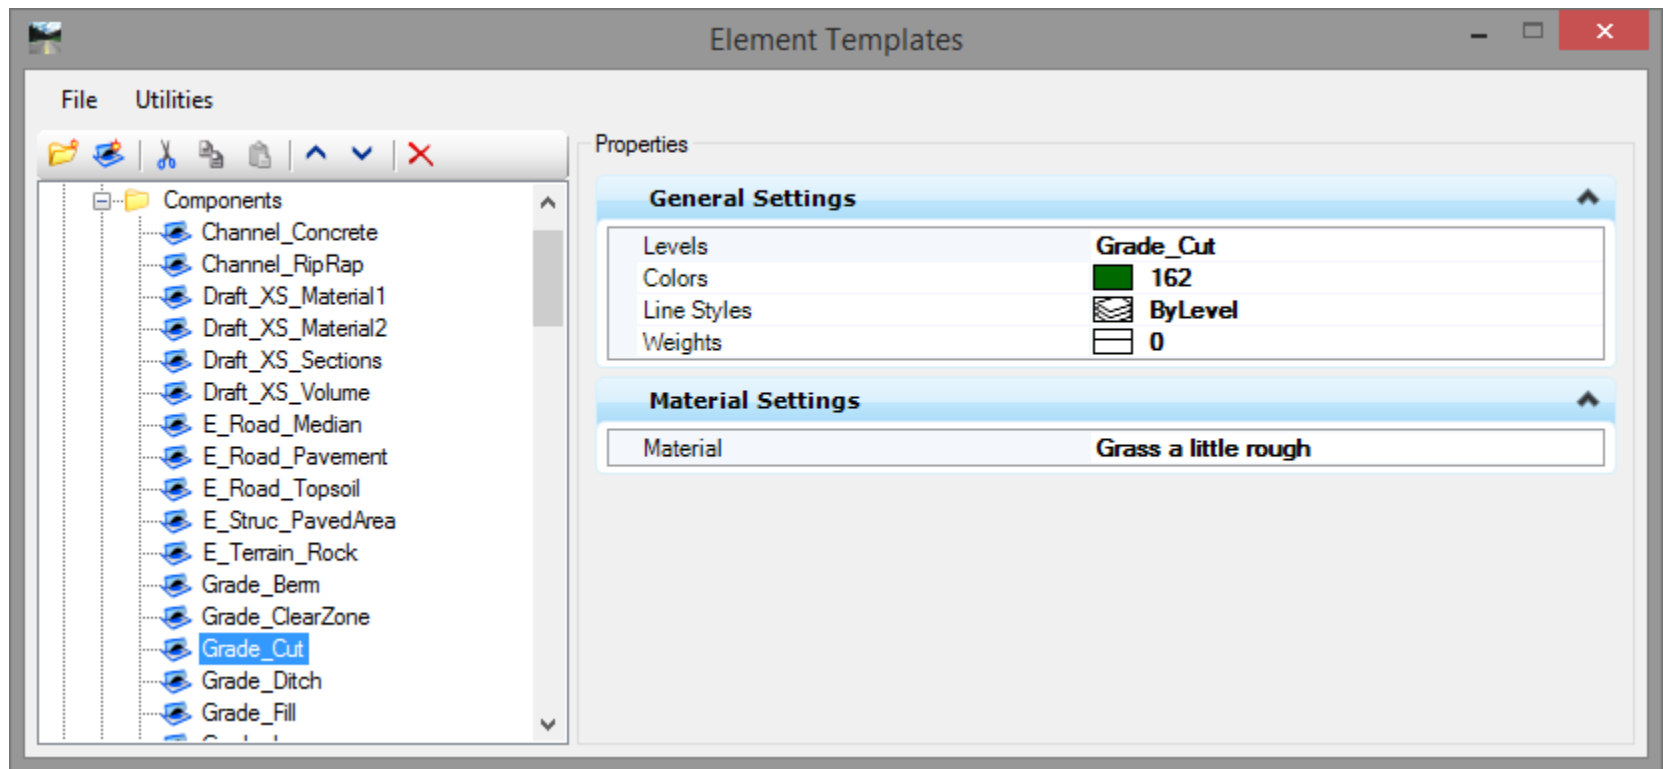 Element Templates
File Utilities
Properties
Components
Channel_Concrete
Channel_RipRap
Draft_XS_Material1
Draft_XS_Material2
Draft_XS_Sections
Draft_XS_Volume
E_Road_Median
E_Road_Pavement
E_Road_Topsoil
E_Struc_PavedArea
E_Terrain_Rock
Grade_Berm
Grade_ClearZone
Grade_Cut
Grade_Ditch
Grade_Fill
General Settings
Levels Grade_Cut
Colors 162
Line Styles ByLevel
Weights 0
Material Settings
Material Grass a little rough